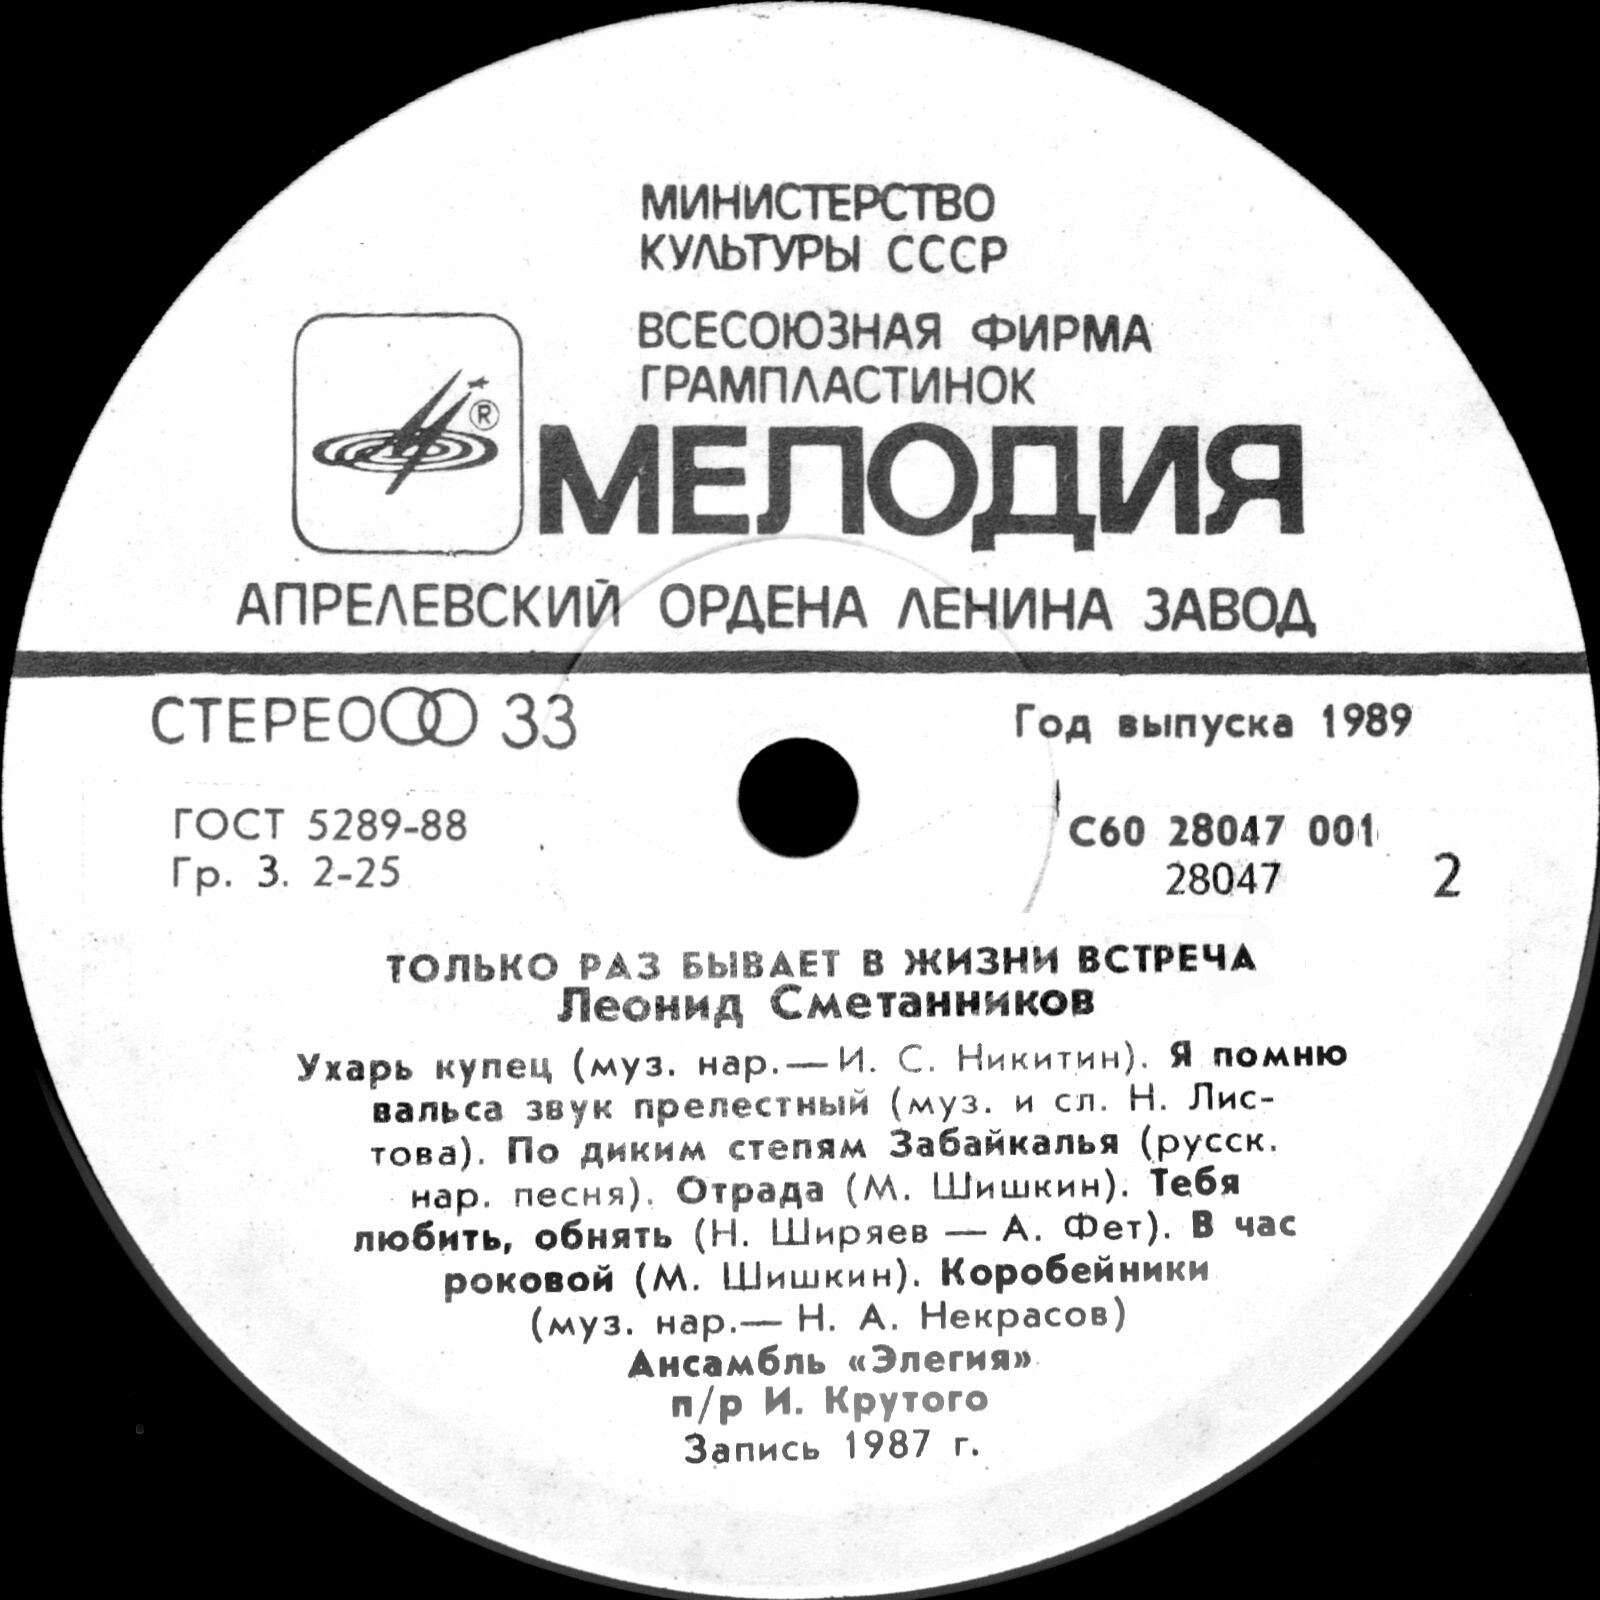 МИНИСТЕРСТВО
КУЛЬТУРЫ СССР
ВСЕСОЮЗНАЯ ФИРМА
ГРАМПЛАСТИНОК
®
МЕЛОДИЯ
АПРЕЛЕВСКИЙ ОРДЕНА ЛЕНИНА ЗАВОД
СТЕРЕО 33
Год выпуска 1989
ГОСТ 5289-88
Гр. 3. 2-25
С60 28047 001
28047 2
ТОЛЬКО РАЗ БЫВАЕТ В ЖИЗНИ ВСТРЕЧА
Леонид Сметанников
Ухарь купец (муз. нар.—И. С. Никитин). Я помню
вальса звук прелестный (муз. и сл. Н. Лис-
това). По диким степям Забайкалья (русск.
нар. песня). Отрада (М. Шишкин). Тебя
любить, обнять (Н. Ширяев — А. Фет). В час
роковой (М. Шишкин). Коробейники
(муз. нар.— Н. А. Некрасов)
Ансамбль «Элегия»
п/р И. Крутого
Запись 1987 г.